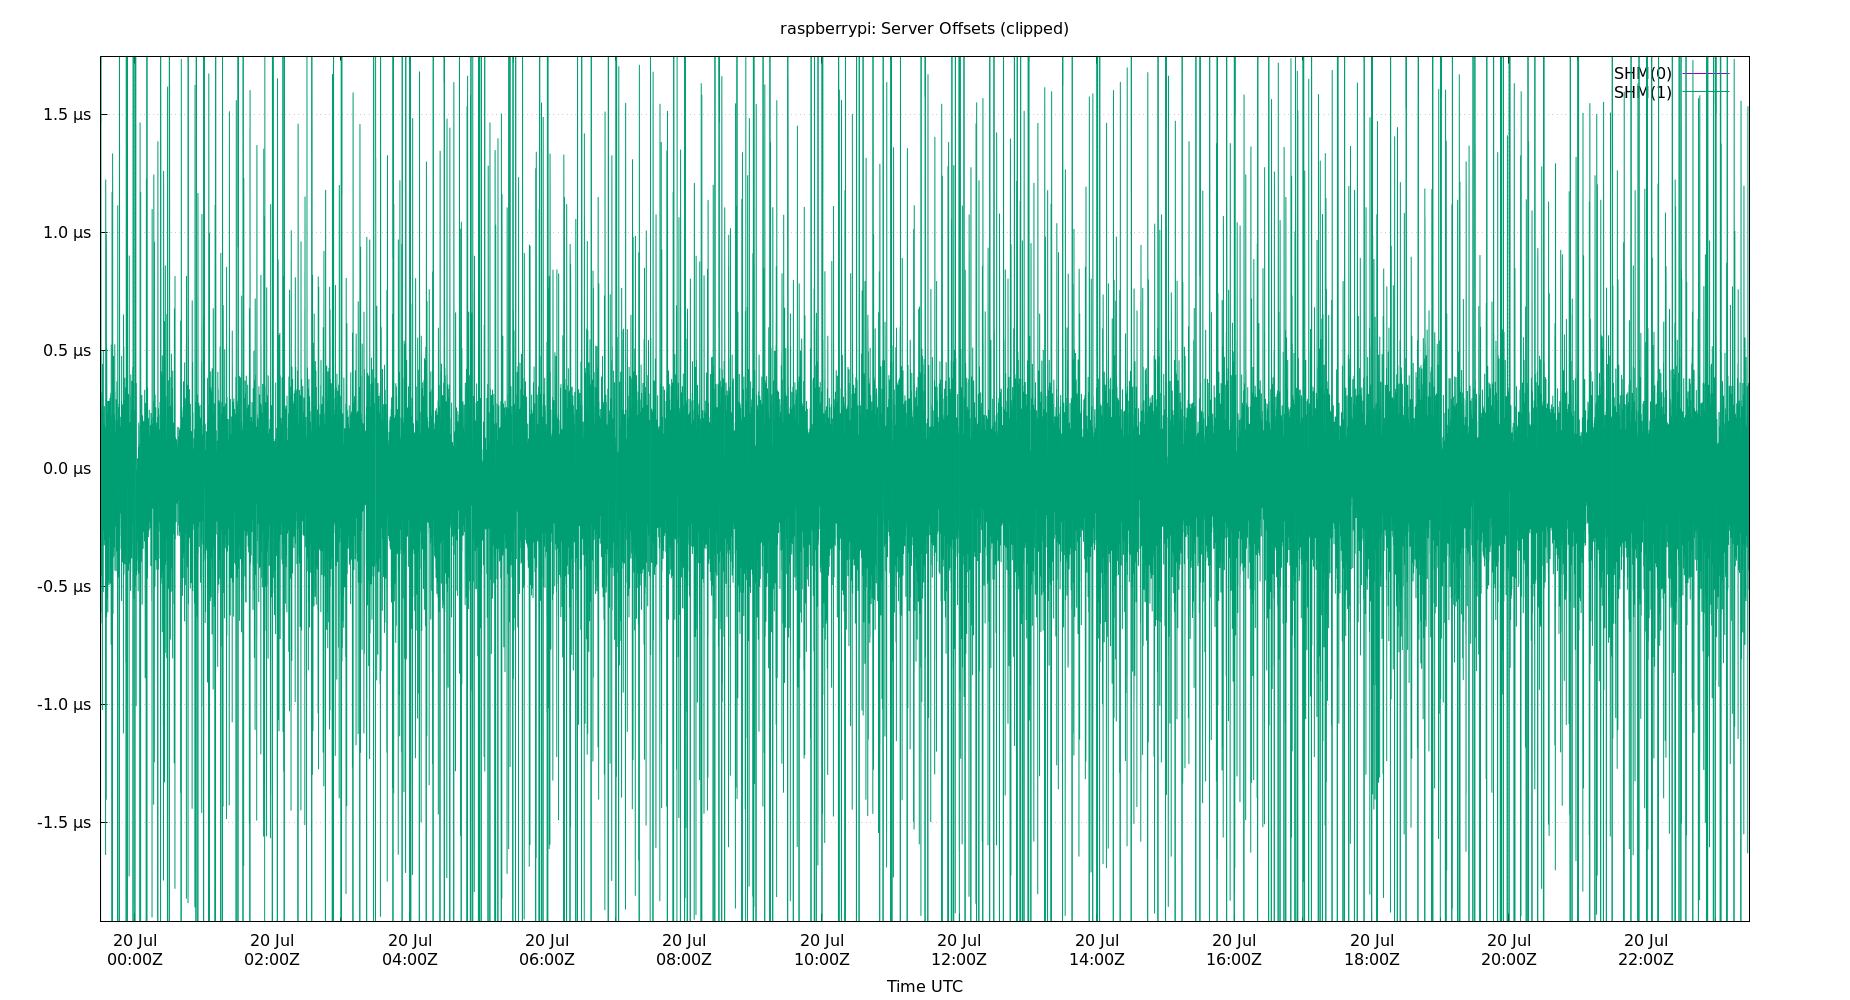 raspberrypi: Server Offsets (clipped)
SHM(0)
SHM(1)
1.5 µs
1.0 µs
0.5 µs
0.0 µs
-0.5 µs
-1.0 µs
-1.5 µs
20 Jul 20 Jul 20 Jul 20 Jul 20 Jul 20 Jul 20 Jul 20 Jul 20 Jul 20 Jul 20 Jul 20 Jul
00:00Z 02:00Z 04:00Z 06:00Z 08:00Z 10:00Z 12:00Z 14:00Z 16:00Z 18:00Z 20:00Z 22:00Z
Time UTC